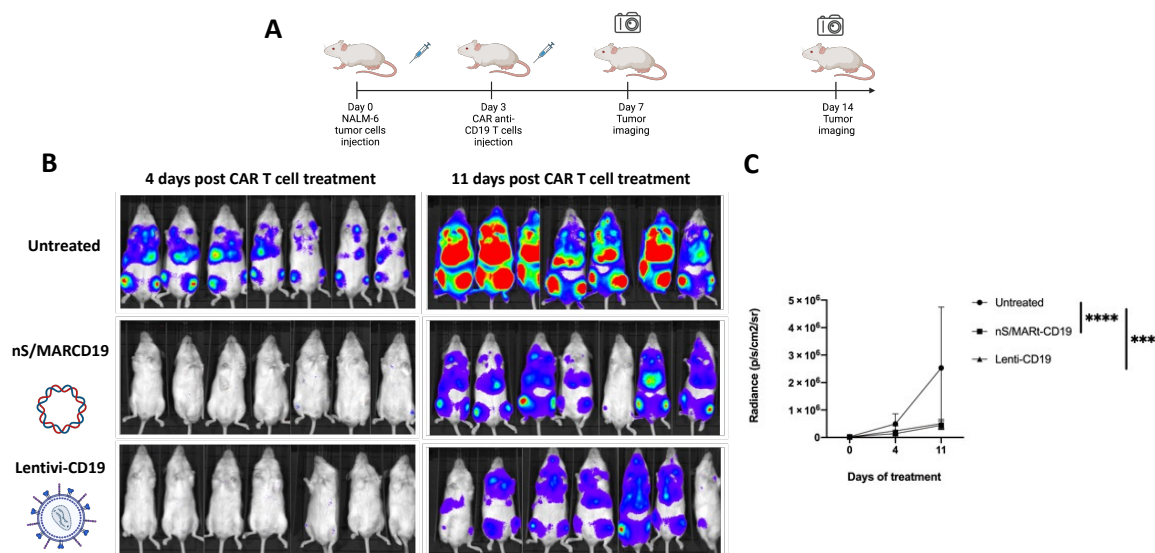 A
Day 0
NALM-6
tumor cells
injection
Day 3
CAR anti-
CD19 T cells
injection
Day 7
Tumor
imaging
Day 14
Tumor
imaging
B
4 days post CAR T cell treatment
11 days post CAR T cell treatment
Untreated
nS/MARCD19
Lentivi-CD19
C
5 × 10⁶
4 × 10⁶
3 × 10⁶
2 × 10⁶
1 × 10⁶
0
Radiance (p/s/cm2/sr)
0
4
11
Days of treatment
Untreated
nS/MARt-CD19
Lenti-CD19
****
***